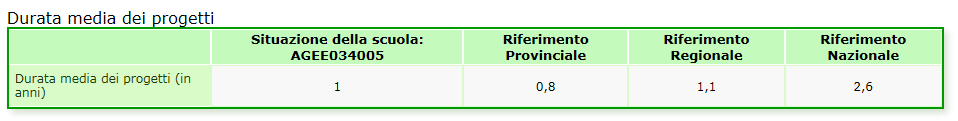 Durata media dei progetti
Situazione della scuola: Riferimento Riferimento Riferimento
AGEE034005 Provinciale Regionale Nazionale
Durata media dei progetti (in
anni) 1 0,8 1,1 2,6